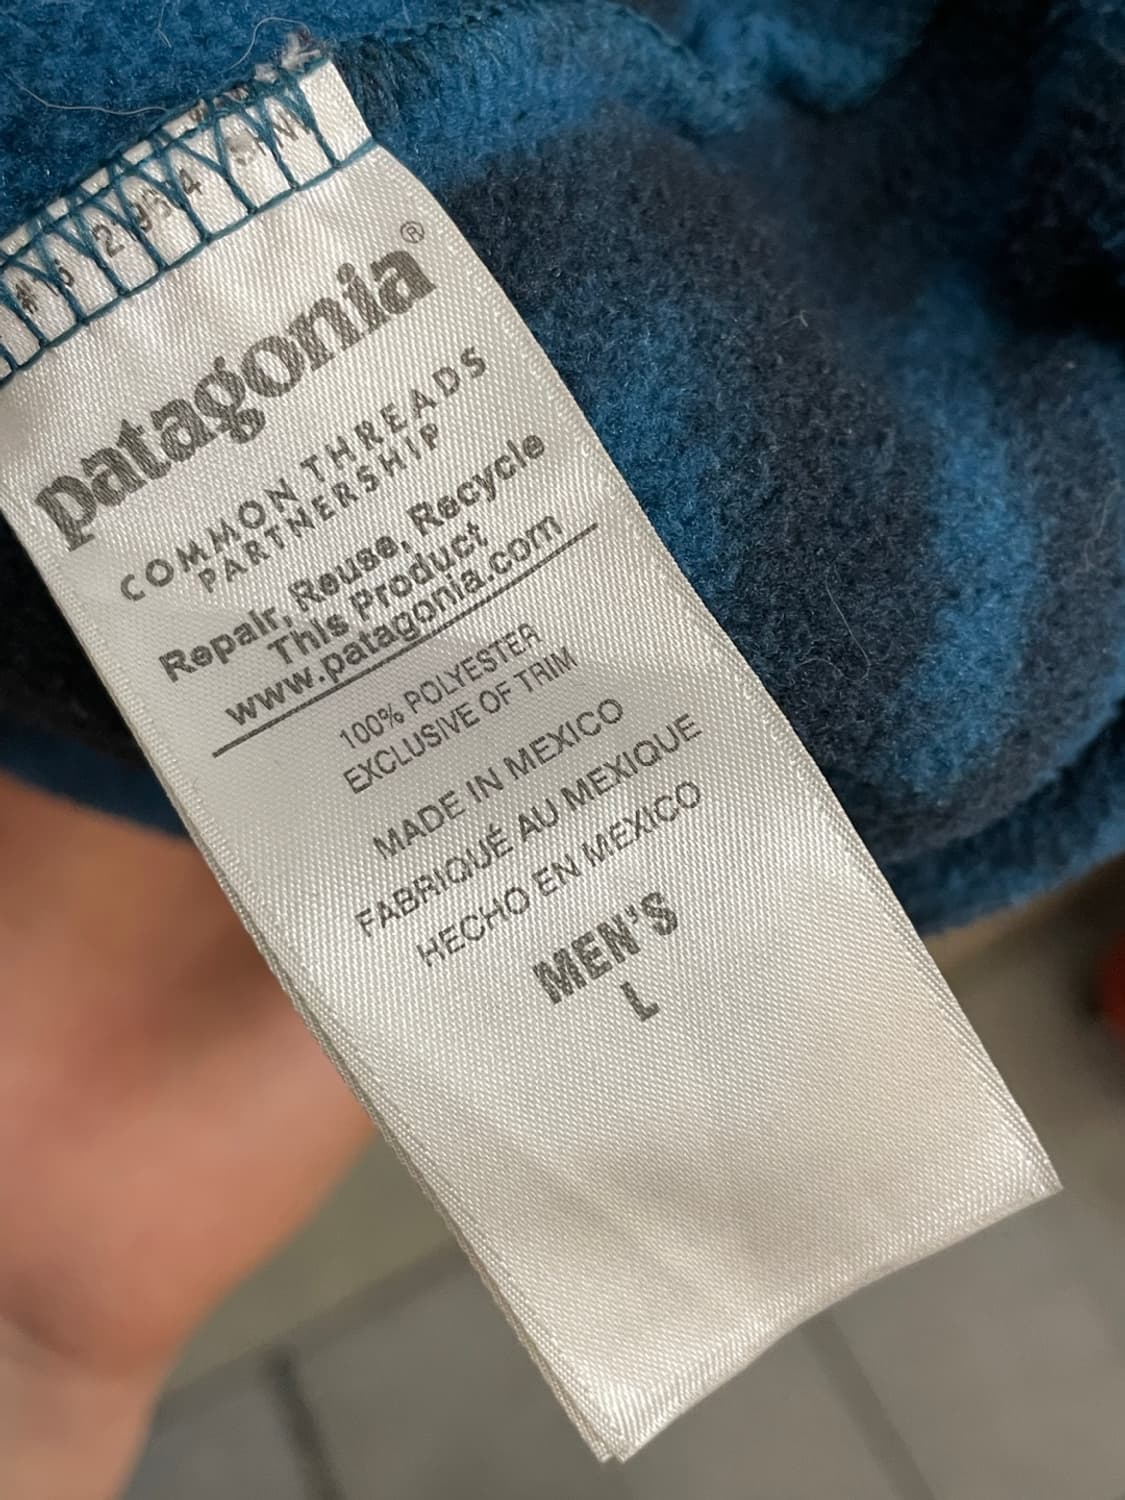 patagonia®
COMMON THREADS
PARTNERSHIP
Repair, Reuse, Recycle
This Product
www.patagonia.com
100% POLYESTER
EXCLUSIVE OF TRIM
MADE IN MEXICO
FABRIQUÉ AU MEXIQUE
HECHO EN MEXICO
MEN'S
L